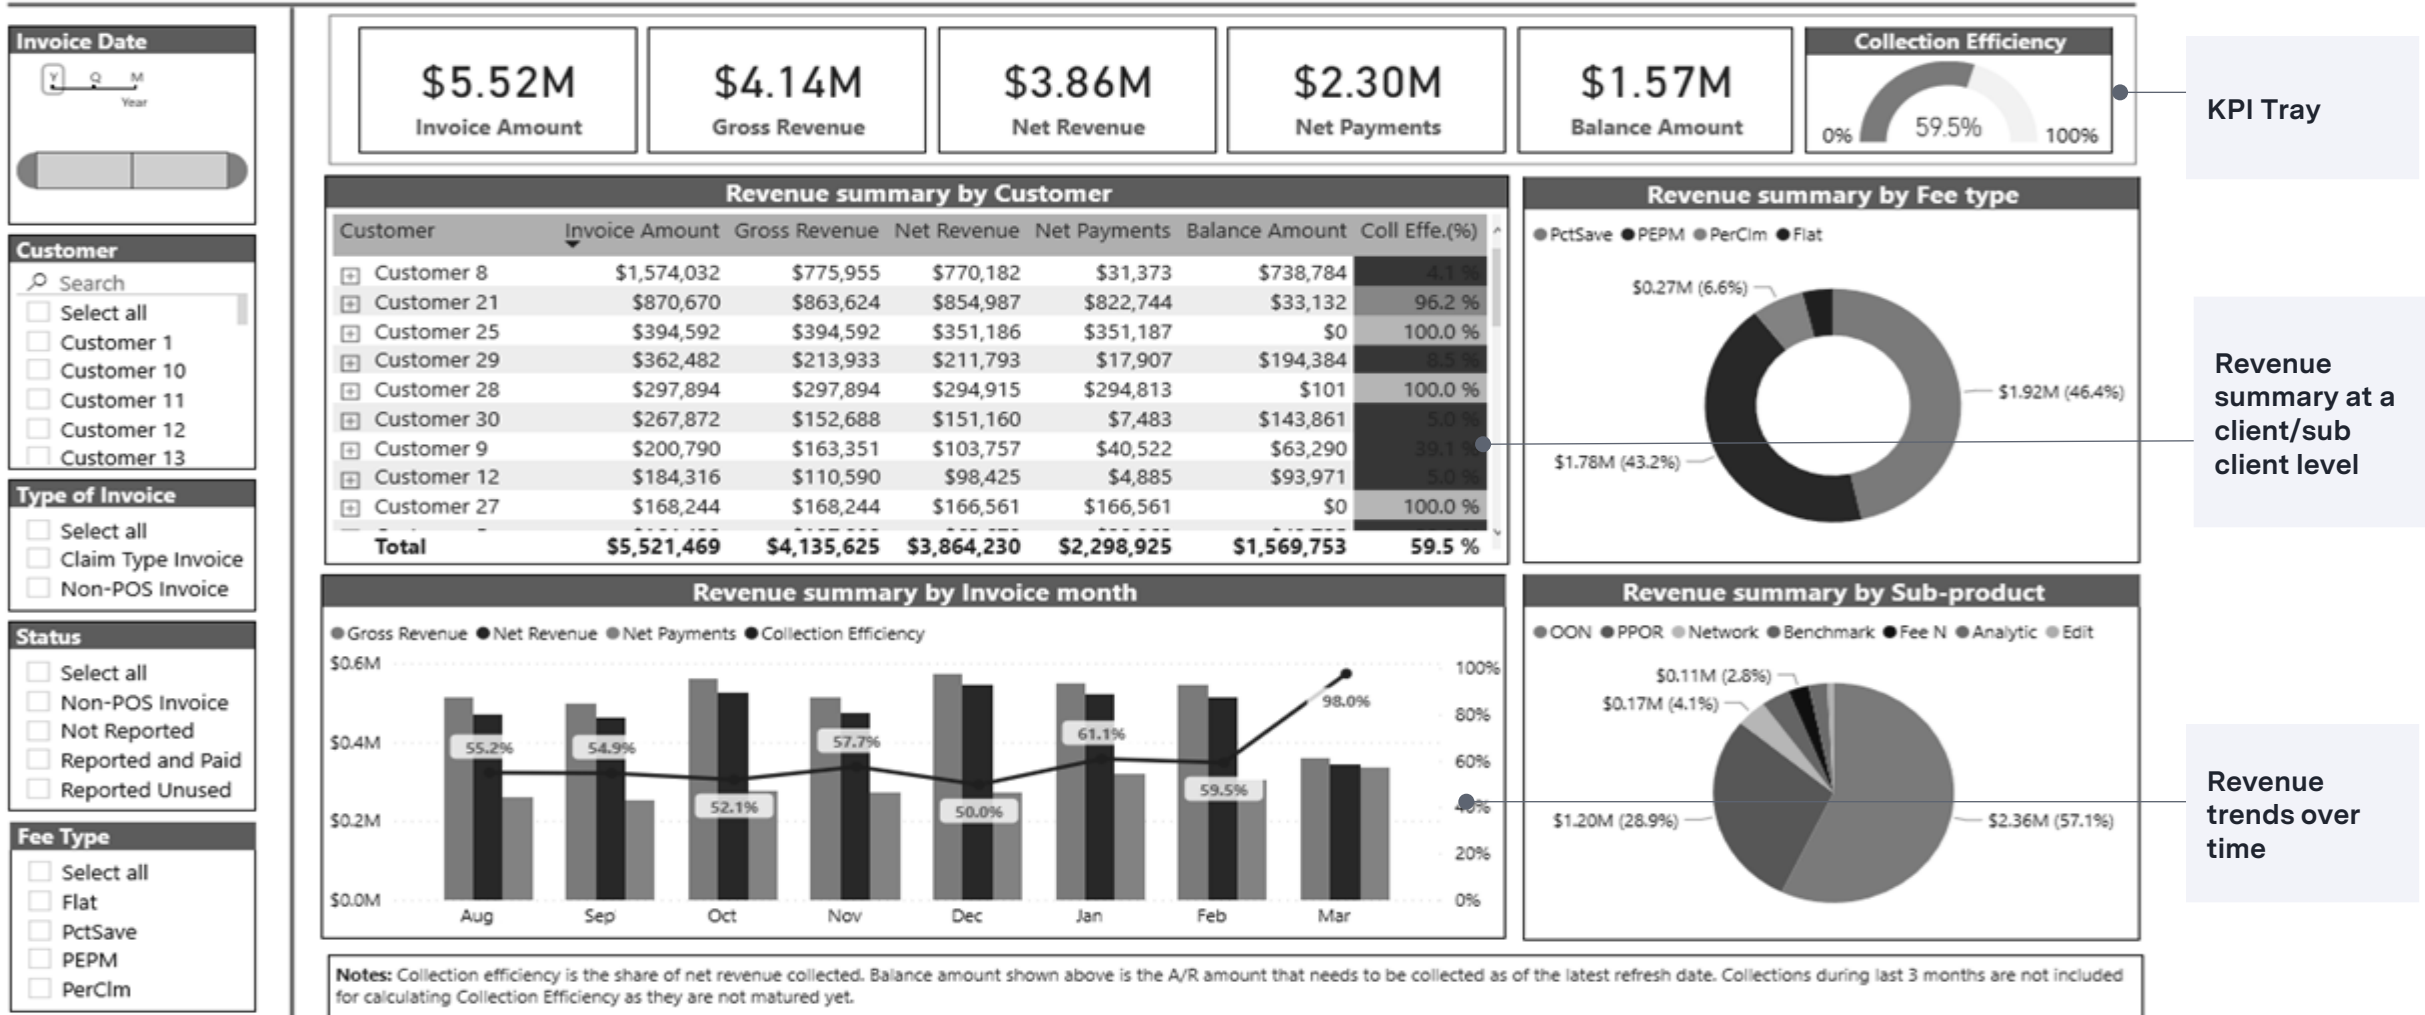 Invoice Date
Y Q M
Year
Customer
Search
Select all
Customer 1
Customer 10
Customer 11
Customer 12
Customer 13
Type of Invoice
Select all
Claim Type Invoice
Non-POS Invoice
Status
Select all
Non-POS Invoice
Not Reported
Reported and Paid
Reported Unused
Fee Type
Select all
Flat
PctSave
PEPM
PerClm
$5.52M
Invoice Amount
$4.14M
Gross Revenue
$3.86M
Net Revenue
$2.30M
Net Payments
$1.57M
Balance Amount
Collection Efficiency
0% 59.5% 100%
KPI Tray
Revenue summary by Customer
Customer Invoice Amount Gross Revenue Net Revenue Net Payments Balance Amount Coll Effe.(%)
Customer 8 $1,574,032 $775,955 $770,182 $31,373 $738,784 4.1 %
Customer 21 $870,670 $863,624 $854,987 $822,744 $33,132 96.2 %
Customer 25 $394,592 $394,592 $351,186 $351,187 $0 100.0 %
Customer 29 $362,482 $213,933 $211,793 $17,907 $194,384 8.5 %
Customer 28 $297,894 $297,894 $294,915 $294,813 $101 100.0 %
Customer 30 $267,872 $152,688 $151,160 $7,483 $143,861 5.0 %
Customer 9 $200,790 $163,351 $103,757 $40,522 $63,290 39.1 %
Customer 12 $184,316 $110,590 $98,425 $4,885 $93,971 5.0 %
Customer 27 $168,244 $168,244 $166,561 $166,561 $0 100.0 %
Total $5,521,469 $4,135,625 $3,864,230 $2,298,925 $1,569,753 59.5 %
Revenue summary by Fee type
PctSave PEPM PerClm Flat
$0.27M (6.6%)
$1.92M (46.4%)
$1.78M (43.2%)
Revenue
summary at a
client/sub
client level
Revenue summary by Invoice month
Gross Revenue Net Revenue Net Payments Collection Efficiency
$0.6M
$0.4M
$0.2M
$0.0M
55.2%
54.9%
52.1%
57.7%
50.0%
61.1%
59.5%
98.0%
100%
80%
60%
40%
20%
0%
Aug Sep Oct Nov Dec Jan Feb Mar
Revenue summary by Sub-product
OON PPOR Network Benchmark Fee N Analytic Edit
$0.11M (2.8%)
$0.17M (4.1%)
$1.20M (28.9%)
$2.36M (57.1%)
Revenue
trends over
time
Notes: Collection efficiency is the share of net revenue collected. Balance amount shown above is the A/R amount that needs to be collected as of the latest refresh date. Collections during last 3 months are not included
for calculating Collection Efficiency as they are not matured yet.